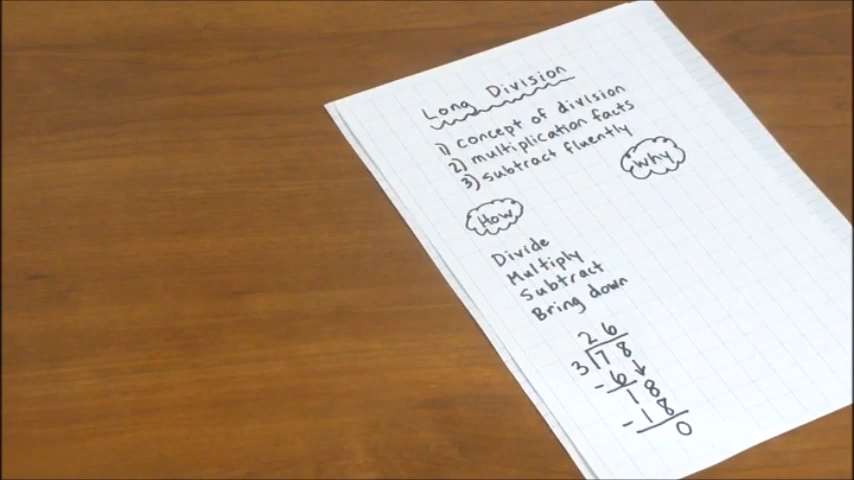 Long Division
1) concept of division
2) multiplication facts
3) subtract fluently
why
How
Divide
Multiply
Subtract
Bring down
26
3 78
- 6 ↓
18
- 18
0